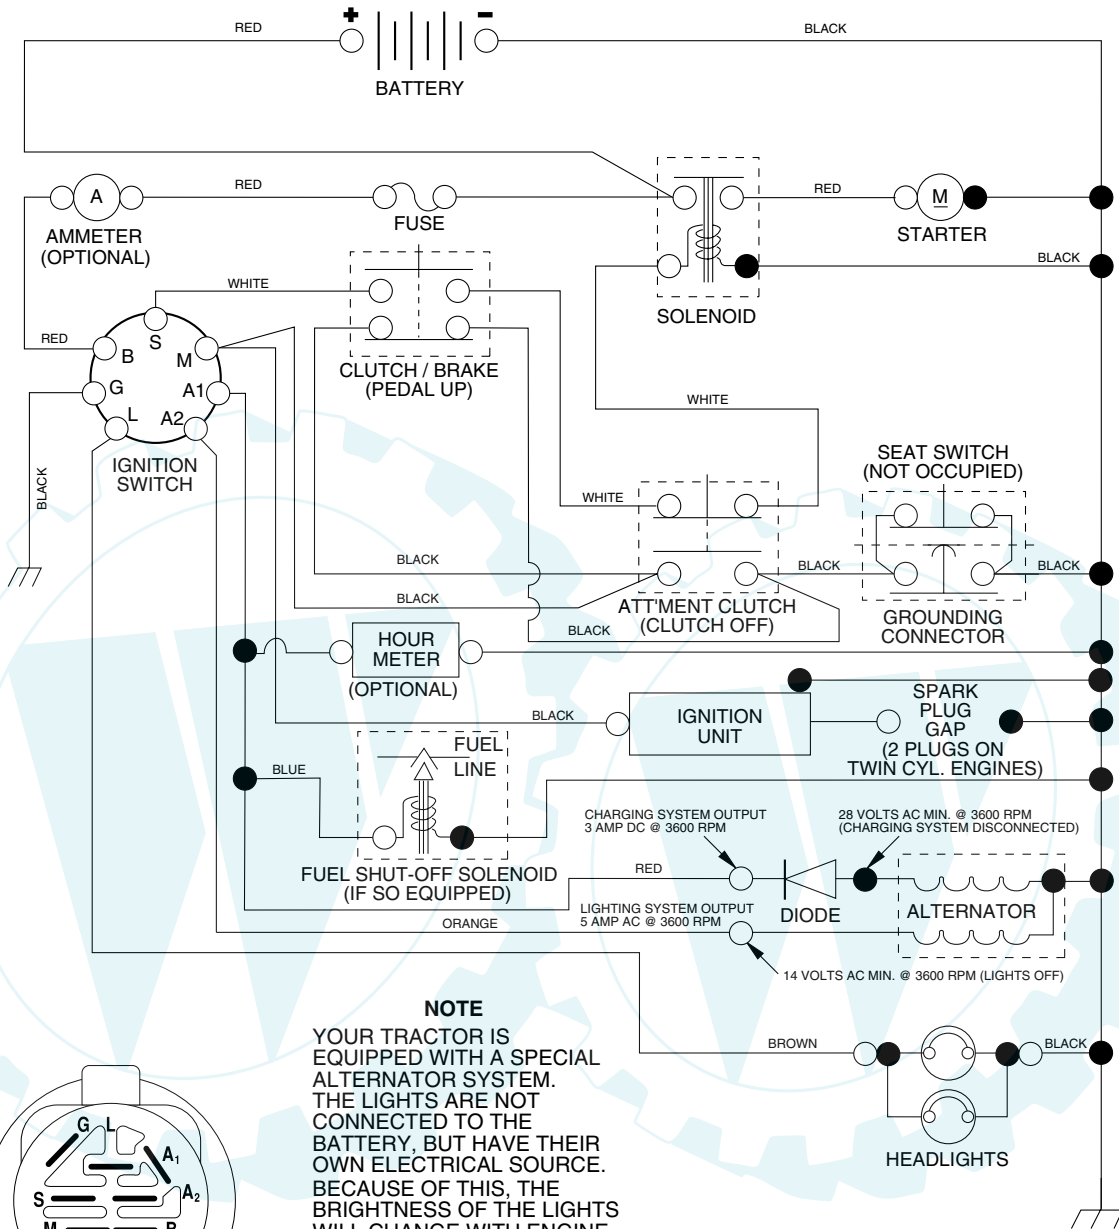 + -
RED
BLACK
BATTERY
RED
RED
A
M
FUSE
STARTER
AMMETER
(OPTIONAL)
BLACK
WHITE
SOLENOID
S
RED
B
M
CLUTCH / BRAKE
(PEDAL UP)
G
A1
L
A2
WHITE
IGNITION
SWITCH
SEAT SWITCH
(NOT OCCUPIED)
BLACK
WHITE
BLACK
BLACK
BLACK
BLACK
ATT'MENT CLUTCH
(CLUTCH OFF)
GROUNDING
CONNECTOR
BLACK
HOUR
METER
(OPTIONAL)
BLACK
IGNITION
UNIT
SPARK
PLUG
GAP
(2 PLUGS ON
TWIN CYL. ENGINES)
FUEL
LINE
BLUE
CHARGING SYSTEM OUTPUT
3 AMP DC @ 3600 RPM
28 VOLTS AC MIN. @ 3600 RPM
(CHARGING SYSTEM DISCONNECTED)
FUEL SHUT-OFF SOLENOID
(IF SO EQUIPPED)
RED
DIODE
ALTERNATOR
LIGHTING SYSTEM OUTPUT
5 AMP AC @ 3600 RPM
ORANGE
14 VOLTS AC MIN. @ 3600 RPM (LIGHTS OFF)
NOTE
YOUR TRACTOR IS
EQUIPPED WITH A SPECIAL
ALTERNATOR SYSTEM.
THE LIGHTS ARE NOT
CONNECTED TO THE
BATTERY, BUT HAVE THEIR
OWN ELECTRICAL SOURCE.
BECAUSE OF THIS, THE
BRIGHTNESS OF THE LIGHTS
WILL CHANGE WITH ENGINE
BROWN
BLACK
HEADLIGHTS
G L
A1
A2
S
M B